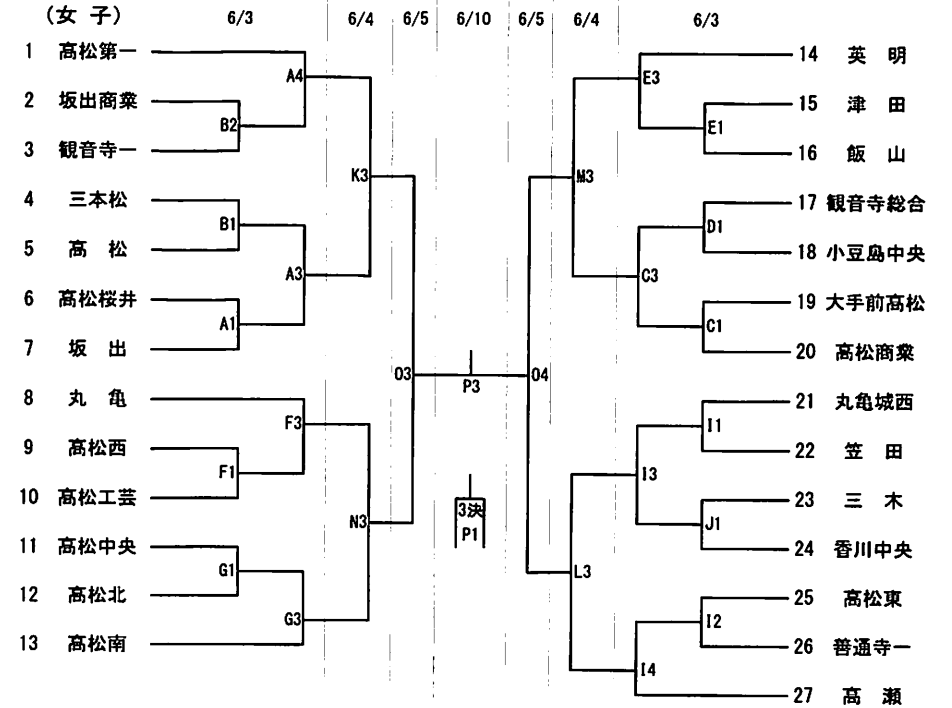 (女 子)
6/3 6/4 6/5 6/10 6/5 6/4 6/3
1 高松第一
2 坂出商業
3 観音寺一
4 三本松
5 高 松
6 高松桜井
7 坂 出
8 丸 亀
9 高松西
10 高松工芸
11 高松中央
12 高松北
13 高松南
A4
B2
K3
B1
A3
A1
O3
F3
F1
N3
G1
G3
P3
3決
P1
O4
M3
E3
E1
D1
C3
C1
I1
I3
J1
L3
I2
I4
14 英 明
15 津 田
16 飯 山
17 観音寺総合
18 小豆島中央
19 大手前高松
20 高松商業
21 丸亀城西
22 笠 田
23 三 木
24 香川中央
25 高松東
26 善通寺一
27 高 瀬